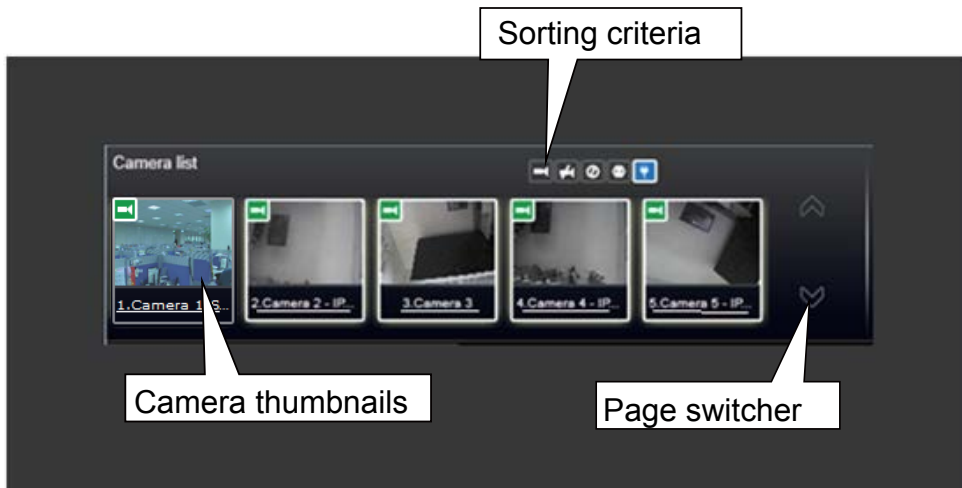 Sorting criteria
Camera list
1.Camera 1 S...
2.Camera 2 - IP...
3.Camera 3
4.Camera 4 - IP...
5.Camera 5 - IP...
Camera thumbnails
Page switcher